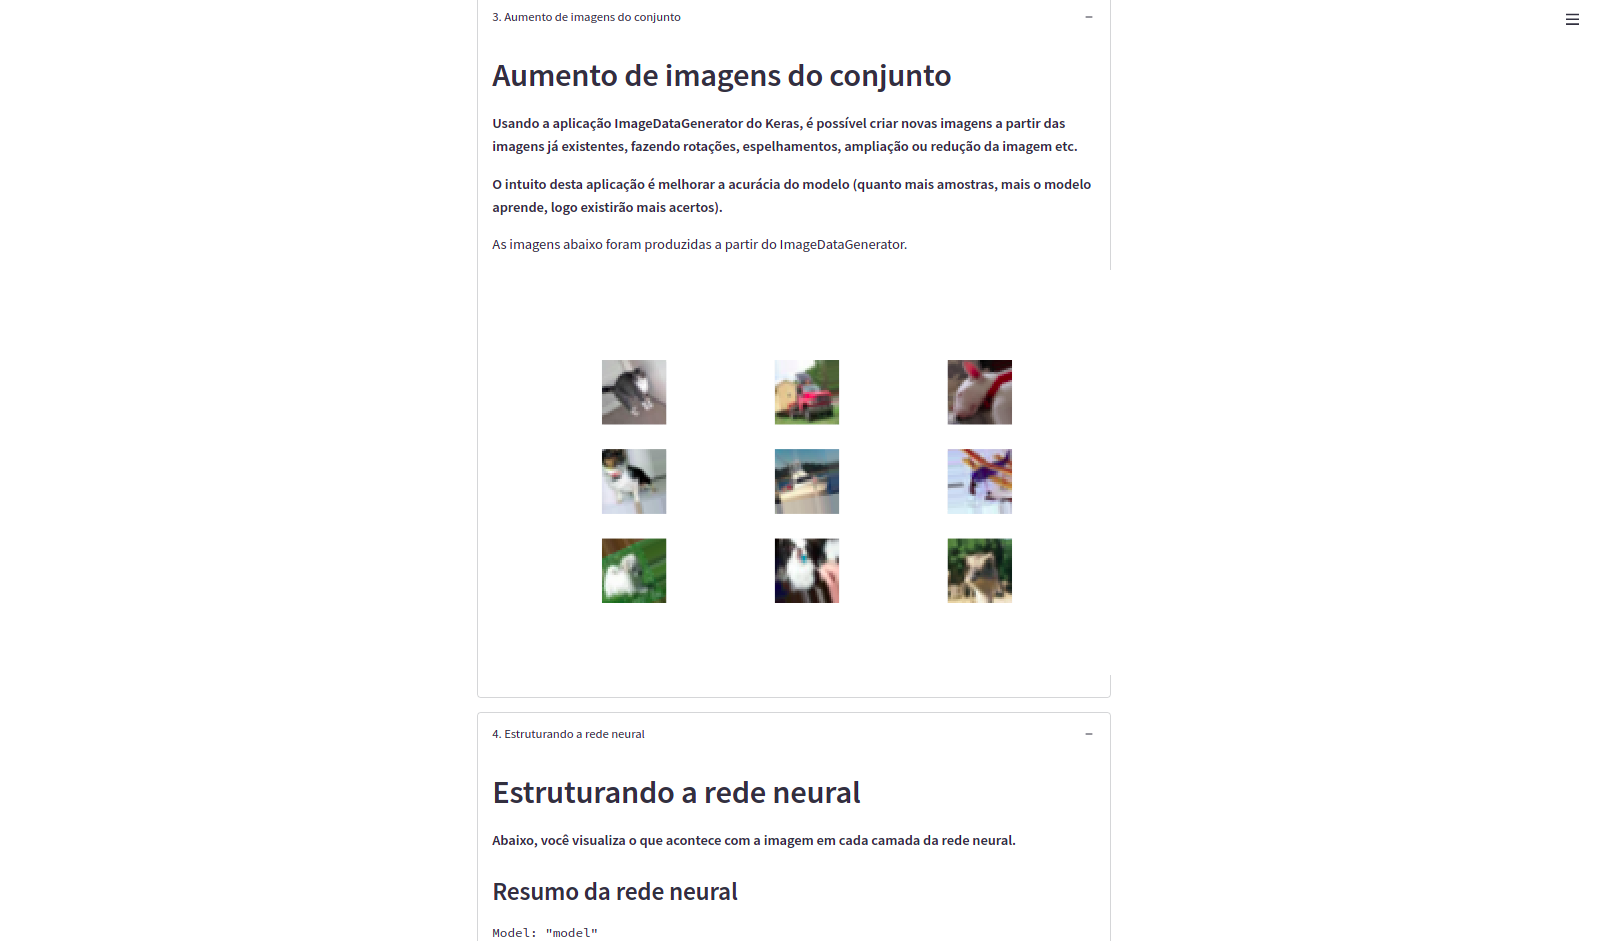 3. Aumento de imagens do conjunto
Aumento de imagens do conjunto
Usando a aplicação ImageDataGenerator do Keras, é possível criar novas imagens a partir das
imagens já existentes, fazendo rotações, espelhamentos, ampliação ou redução da imagem etc.
O intuito desta aplicação é melhorar a acurácia do modelo (quanto mais amostras, mais o modelo
aprende, logo existirão mais acertos).
As imagens abaixo foram produzidas a partir do ImageDataGenerator.
4. Estruturando a rede neural
Estruturando a rede neural
Abaixo, você visualiza o que acontece com a imagem em cada camada da rede neural.
Resumo da rede neural
Model: "model"